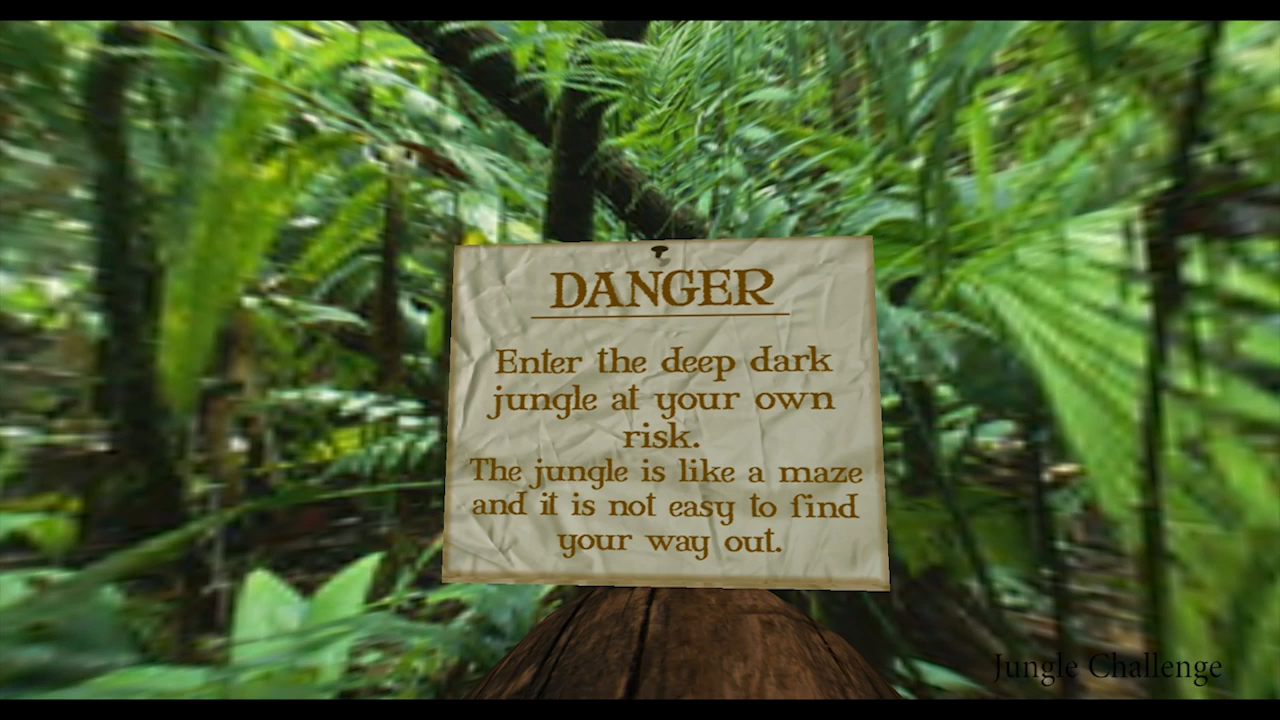 DANGER
Enter the deep dark
jungle at your own
risk.
The jungle is like a maze
and it is not easy to find
your way out.
Jungle Challenge